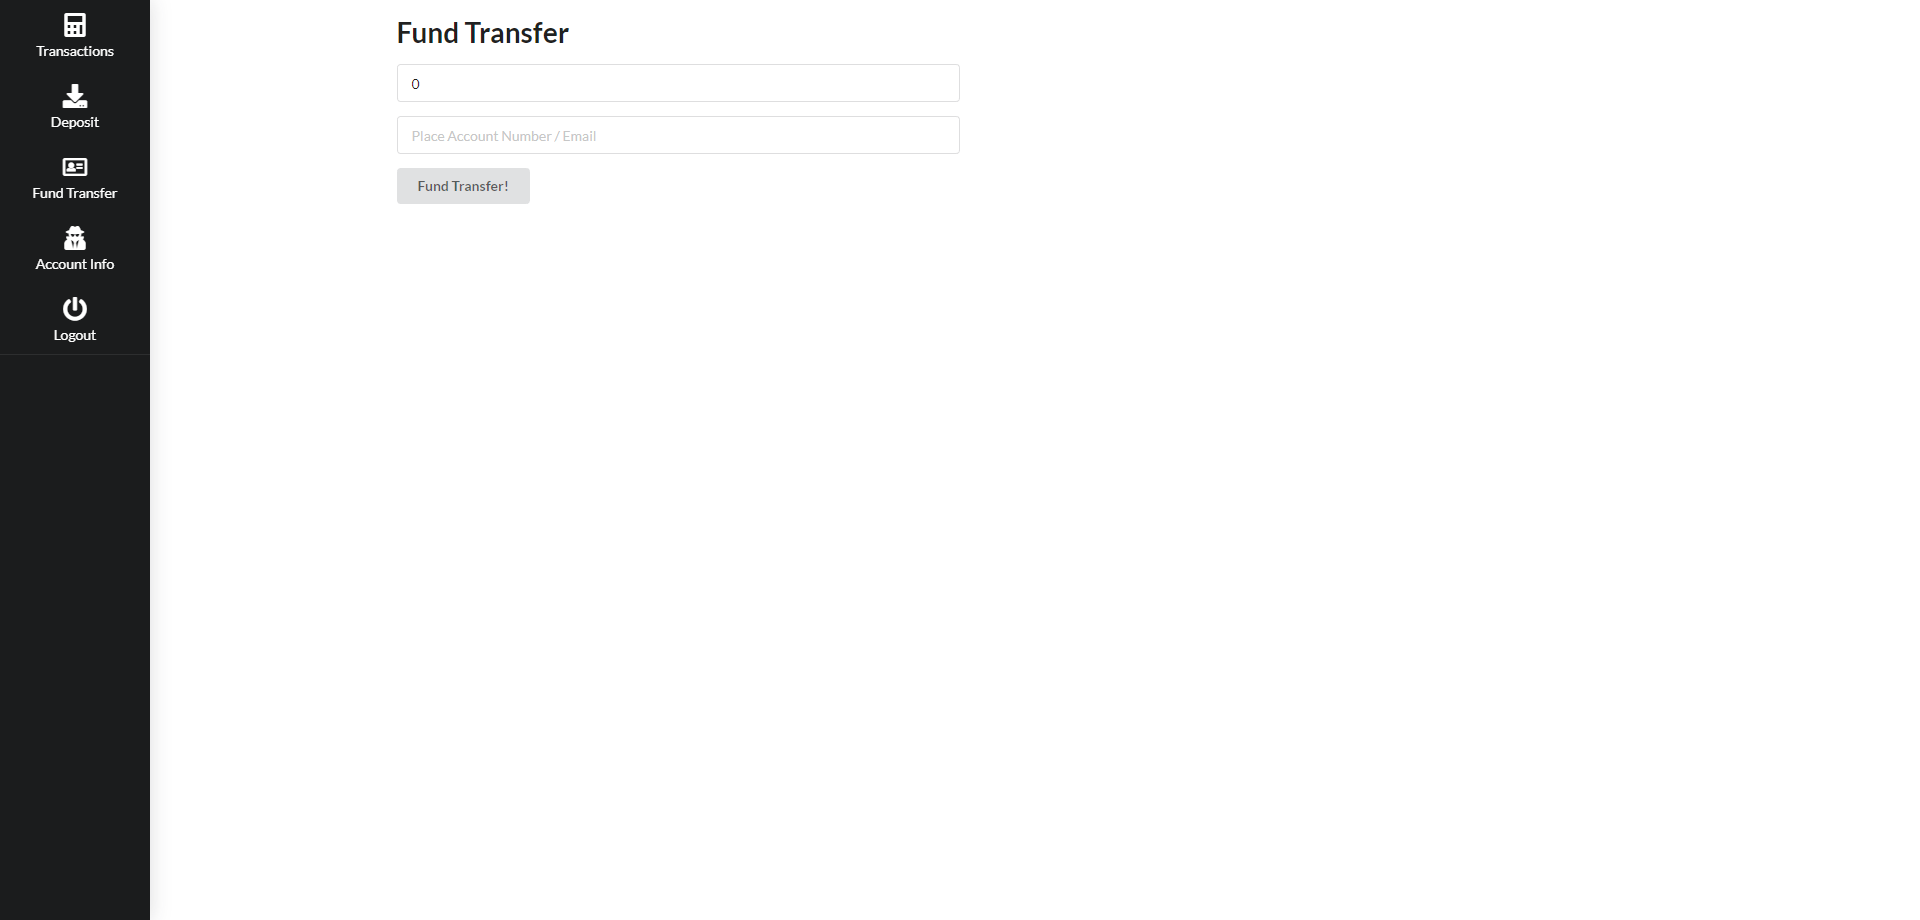 Transactions
Deposit
Fund Transfer
Account Info
Logout
Fund Transfer
0
Place Account Number / Email
Fund Transfer!